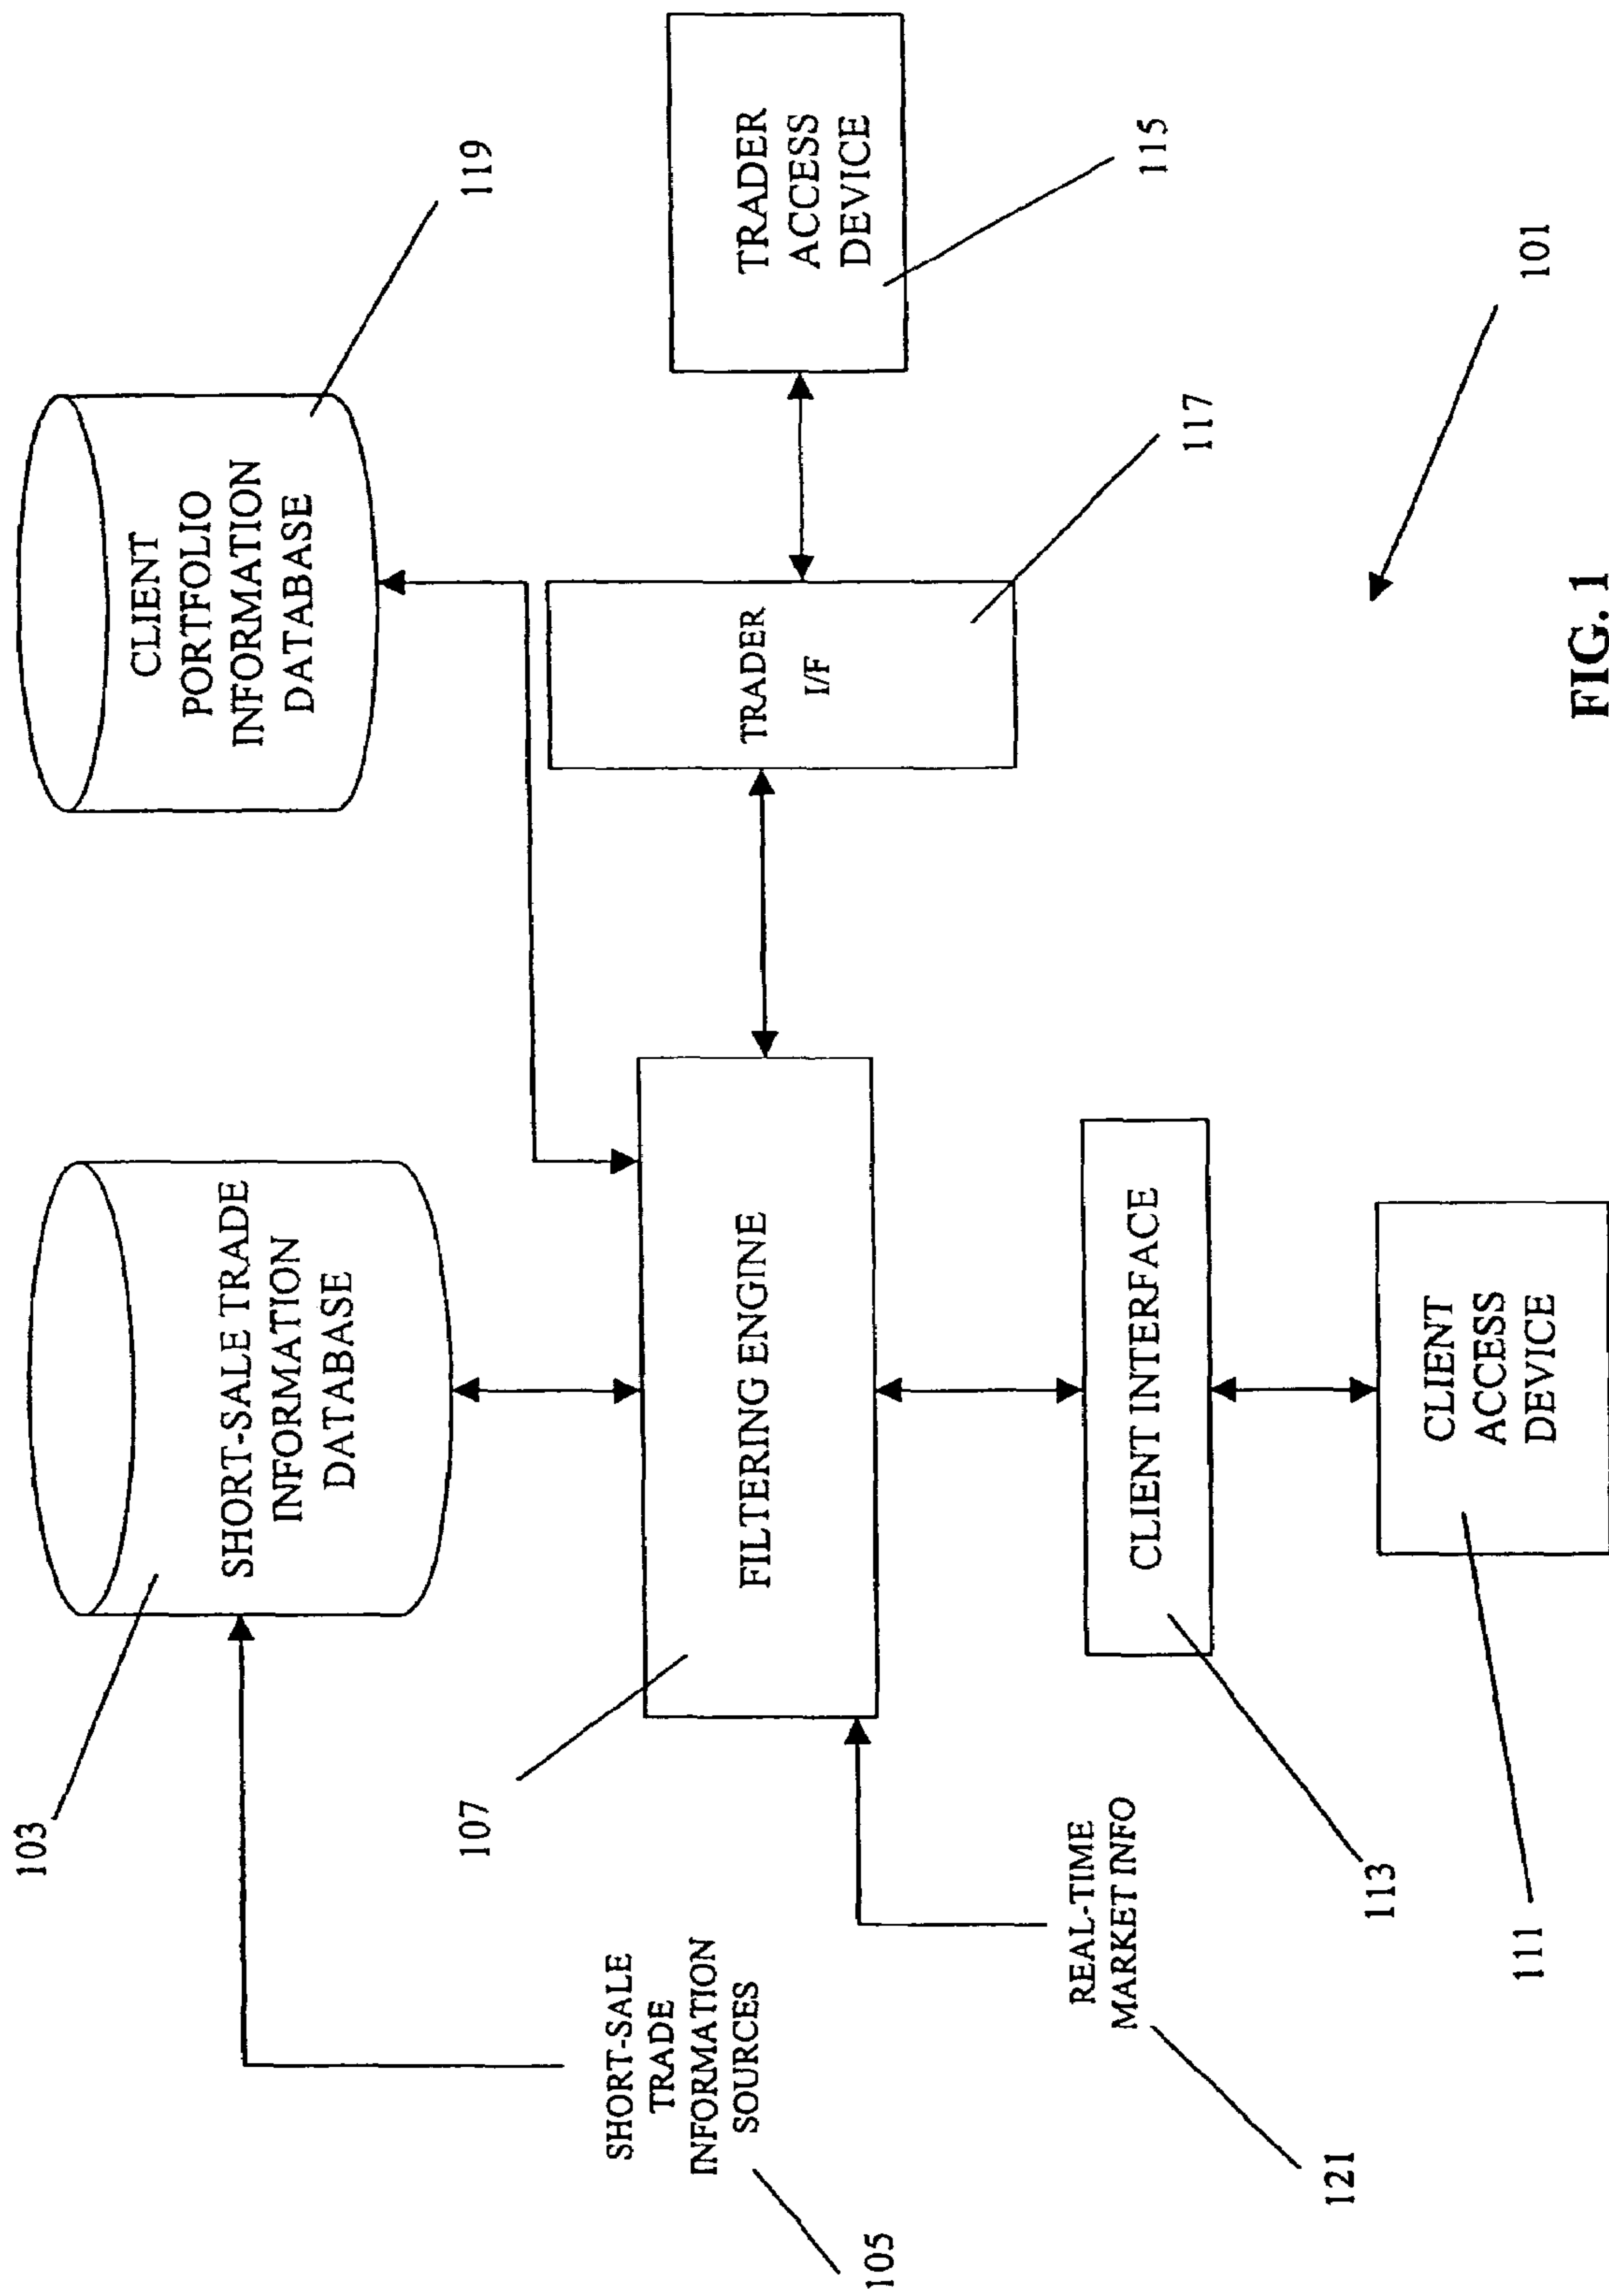 103
SHORT-SALE TRADE
INFORMATION
DATABASE
CLIENT
PORTFOLIO
INFORMATION
DATABASE
119
SHORT-SALE
TRADE
INFORMATION
SOURCES
105
107
FILTERING ENGINE
TRADER
I/F
117
TRADER
ACCESS
DEVICE
115
REAL-TIME
MARKET INFO
121
CLIENT INTERFACE
113
CLIENT
ACCESS
DEVICE
111
101
FIG. 1